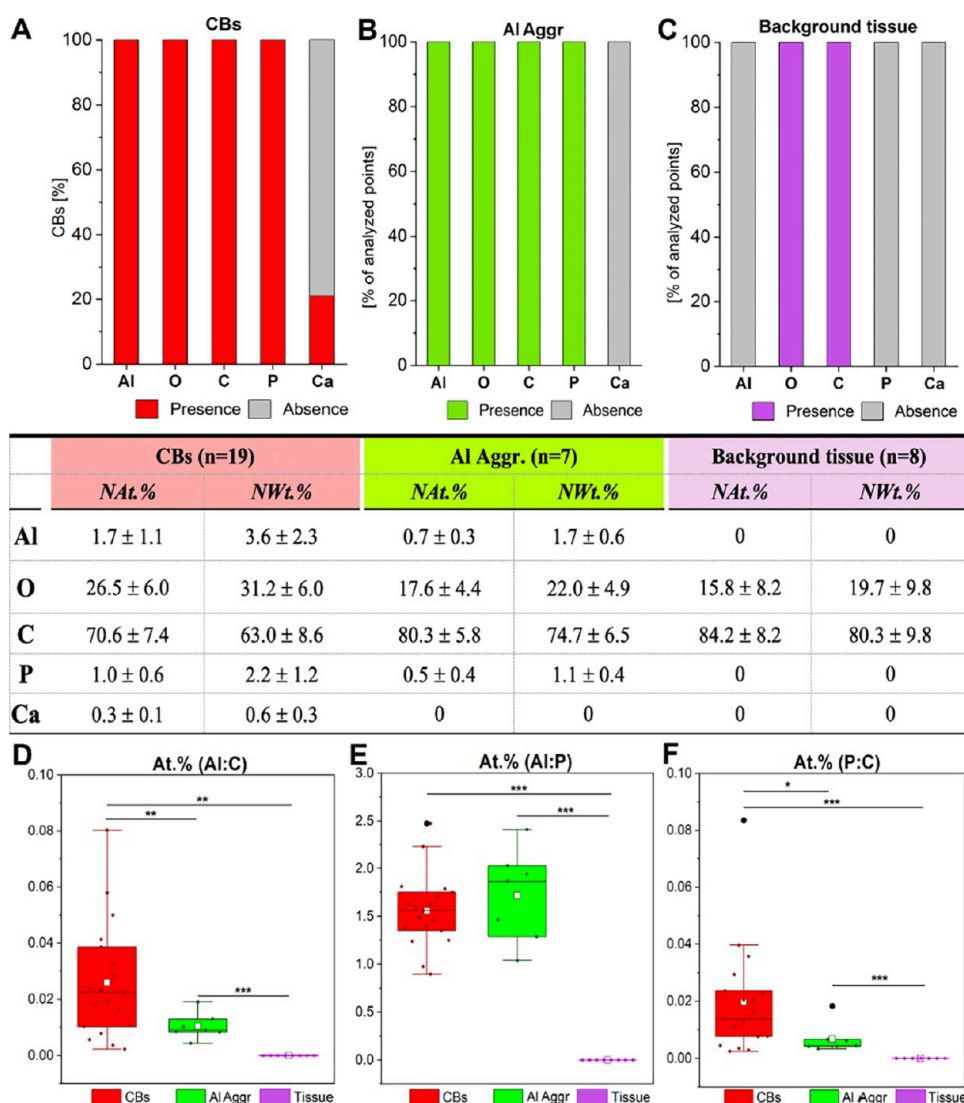 A
CBs
CBs [%]
100
80
60
40
20
0
Al O C P Ca
Presence Absence
B
Al Aggr
[% of analyzed points]
100
80
60
40
20
0
Al O C P Ca
Presence Absence
C
Background tissue
[% of analyzed points]
100
80
60
40
20
0
Al O C P Ca
Presence Absence
CBs (n=19) Al Aggr. (n=7) Background tissue (n=8)
NAt.% NWt.% NAt.% NWt.% NAt.% NWt.%
Al 1.7 ± 1.1 3.6 ± 2.3 0.7 ± 0.3 1.7 ± 0.6 0 0
O 26.5 ± 6.0 31.2 ± 6.0 17.6 ± 4.4 22.0 ± 4.9 15.8 ± 8.2 19.7 ± 9.8
C 70.6 ± 7.4 63.0 ± 8.6 80.3 ± 5.8 74.7 ± 6.5 84.2 ± 8.2 80.3 ± 9.8
P 1.0 ± 0.6 2.2 ± 1.2 0.5 ± 0.4 1.1 ± 0.4 0 0
Ca 0.3 ± 0.1 0.6 ± 0.3 0 0 0 0
D
At.% (Al:C)
0.10
0.08
0.06
0.04
0.02
0.00
**
**
***
CBs Al Aggr Tissue
E
At.% (Al:P)
3.0
2.5
2.0
1.5
1.0
0.5
0.0
***
***
CBs Al Aggr Tissue
F
At.% (P:C)
0.10
0.08
0.06
0.04
0.02
0.00
*
***
***
CBs Al Aggr Tissue